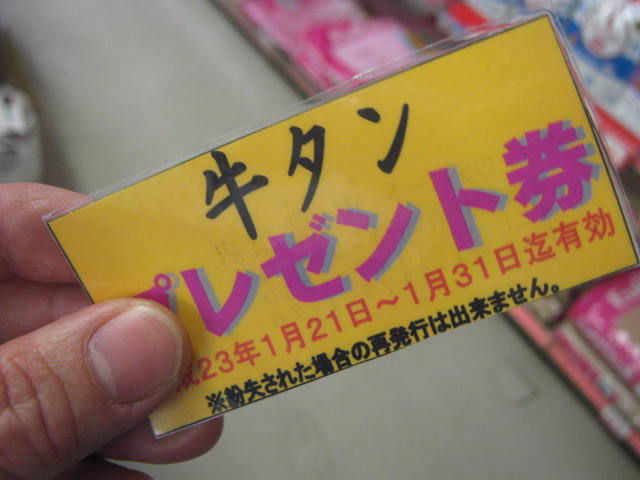 牛タン
プレゼント券
成23年1月21日～1月31日迄有効
※紛失された場合の再発行は出来ません。